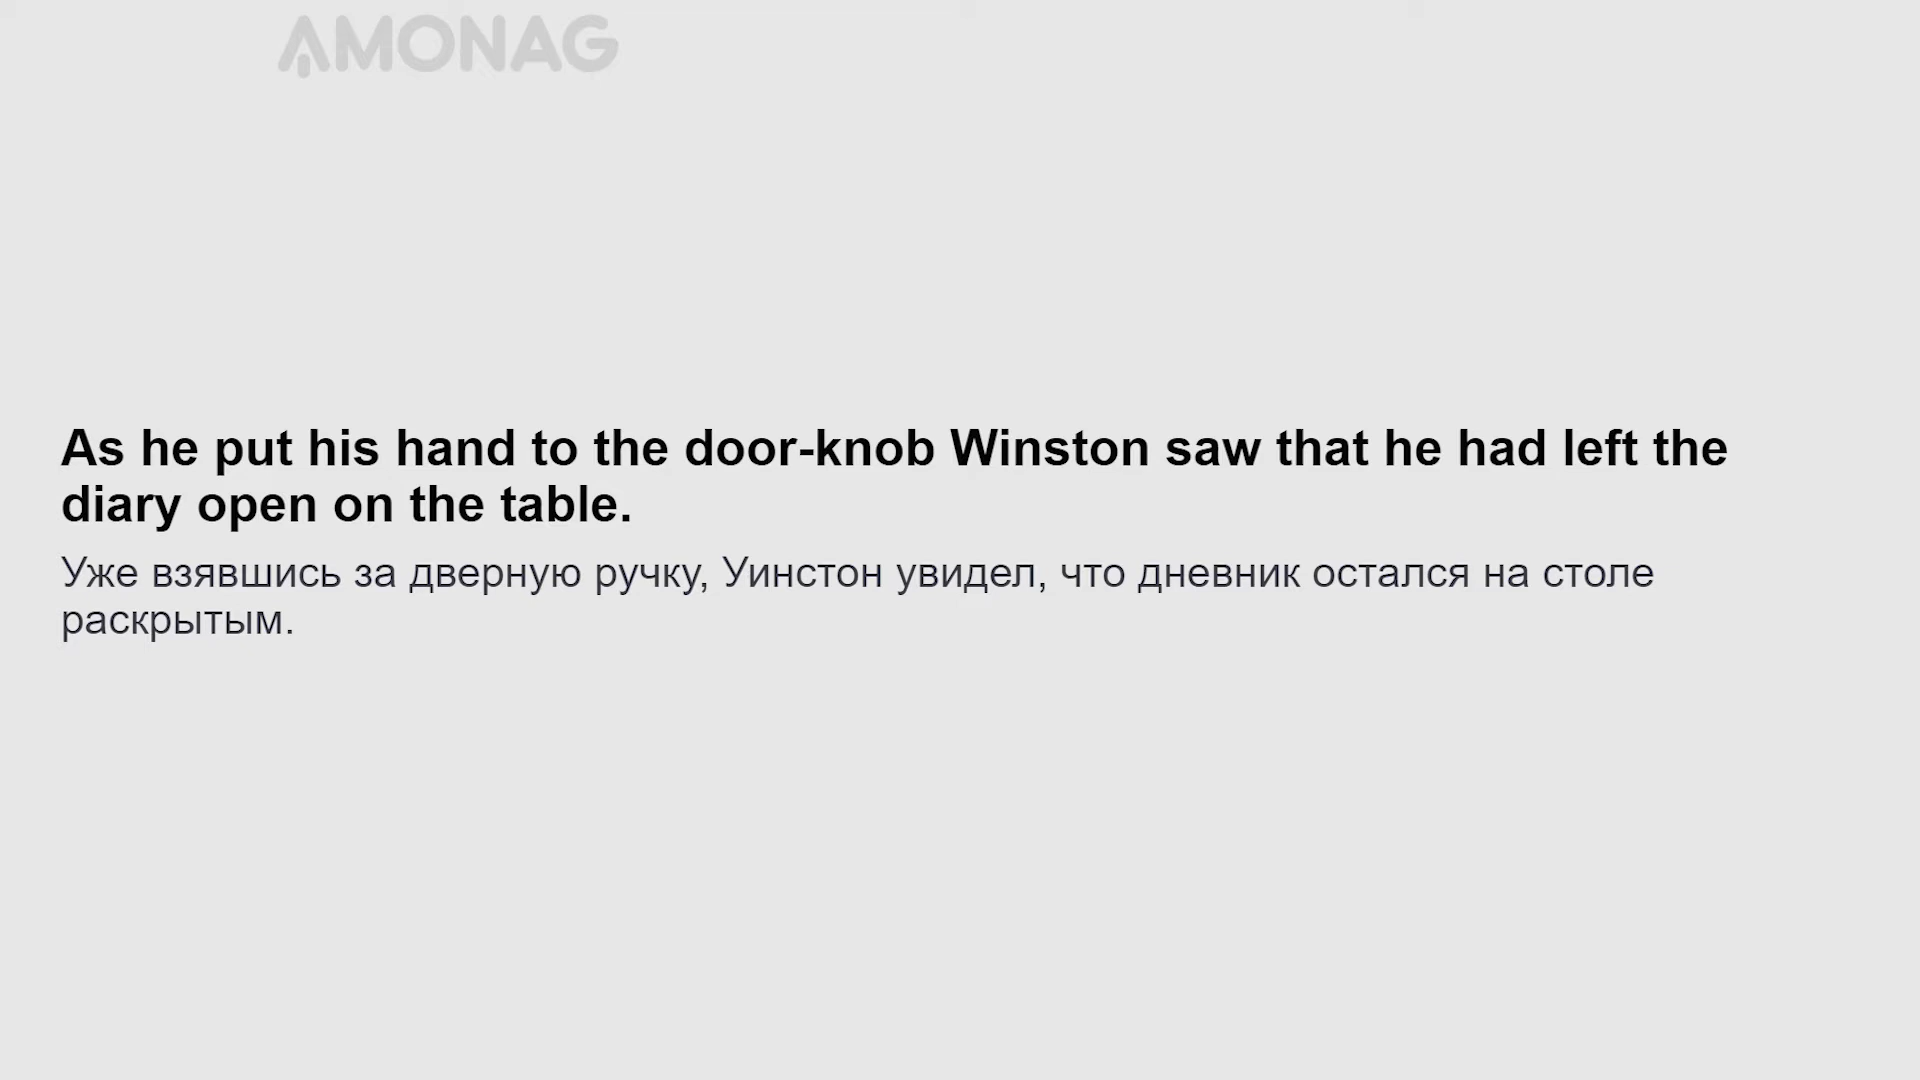 AMONAG
As he put his hand to the door-knob Winston saw that he had left the
diary open on the table.
Уже взявшись за дверную ручку, Уинстон увидел, что дневник остался на столе
раскрытым.